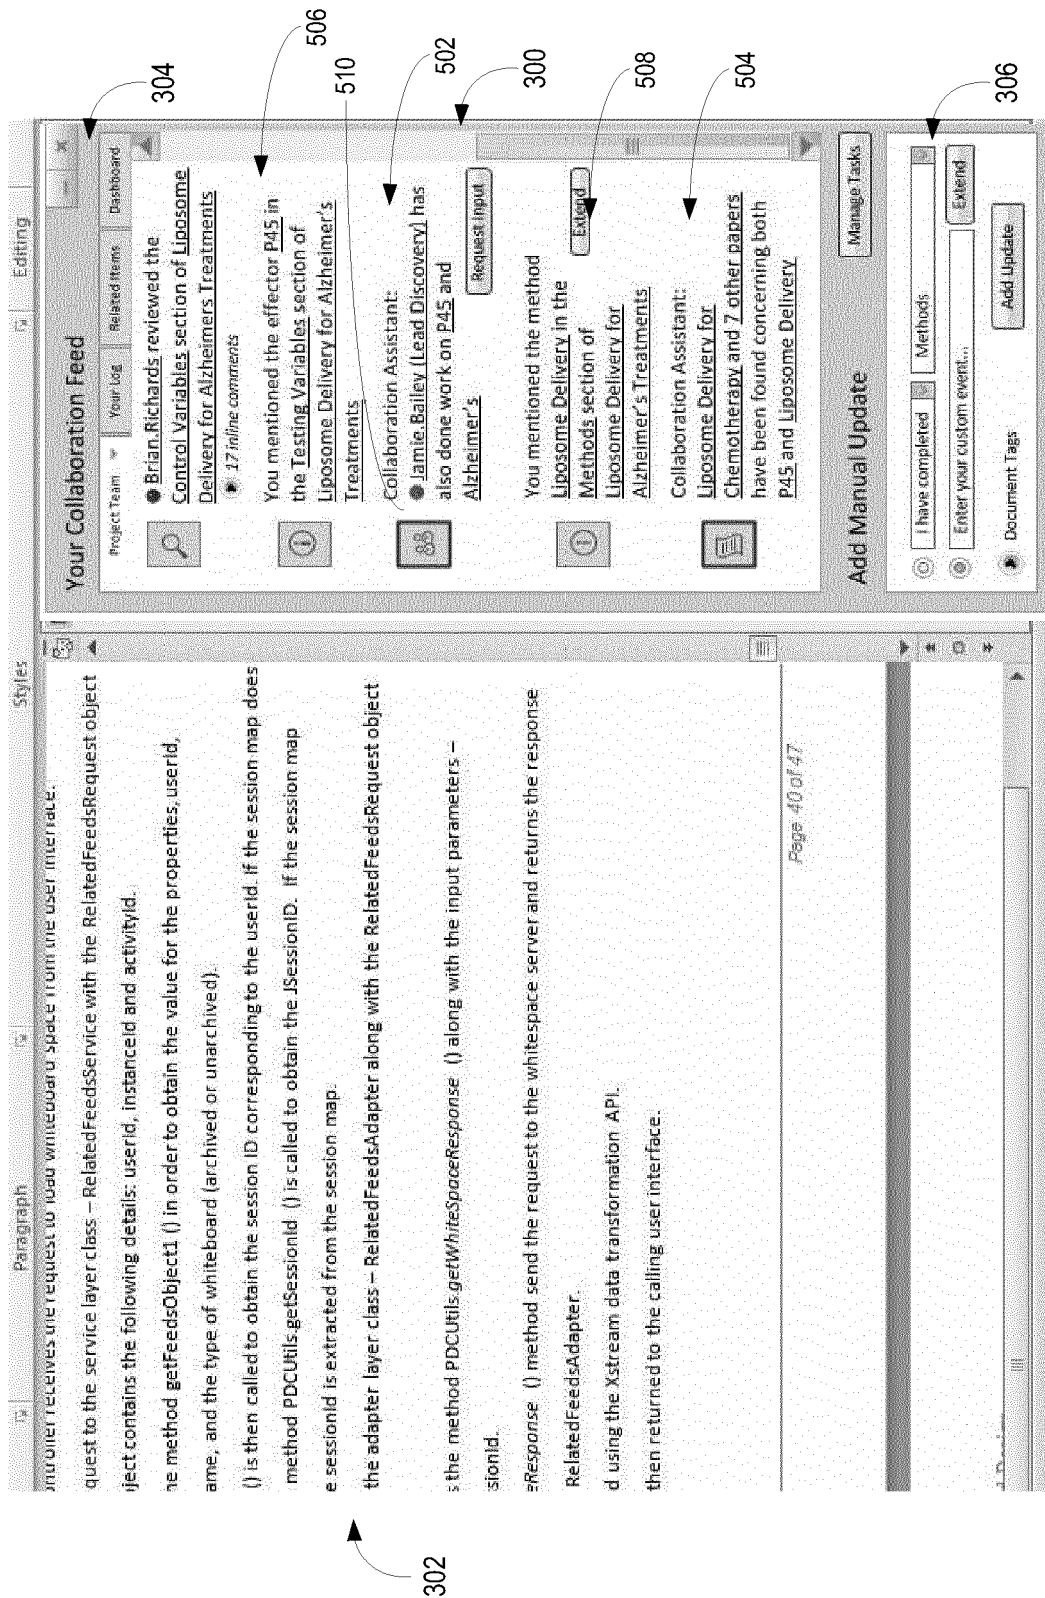 Paragraph
Styles
Editing
ontroller receives the request to load whiteboard space from the user interface.
quest to the service layer class – RelatedFeedsService with the RelatedFeedsRequest object
ject contains the following details: userId, instanceId and activityId.
he method getFeedsObject1 () in order to obtain the value for the properties, userId,
ame, and the type of whiteboard (archived or unarchived).
() is then called to obtain the session ID corresponding to the userId. If the session map does
method PDCUtils.getSessionId () is called to obtain the JSessionID. If the session map
e sessionId is extracted from the session map.
the adapter layer class – RelatedFeedsAdapter along with the RelatedFeedsRequest object
s the method PDCUtils.getWhiteSpaceResponse () along with the input parameters –
ssionId.
eResponse () method send the request to the whitespace server and returns the response
RelatedFeedsAdapter.
d using the Xstream data transformation API.
then returned to the calling user interface.
Page 40 of 47
302
Your Collaboration Feed
Project Team
Your Log
Related Items
Dashboard
Brian.Richards reviewed the
Control Variables section of Liposome
Delivery for Alzheimers Treatments
17 inline comments
You mentioned the effector P45 in
the Testing Variables section of
Liposome Delivery for Alzheimer's
Treatments
Collaboration Assistant:
Jamie.Bailey (Lead Discovery) has
also done work on P45 and
Alzheimer's
Request Input
You mentioned the method
Liposome Delivery in the
Methods section of
Liposome Delivery for
Alzheimer's Treatments
Extend
Collaboration Assistant:
Liposome Delivery for
Chemotherapy and 7 other papers
have been found concerning both
P45 and Liposome Delivery
Add Manual Update
Manage Tasks
I have completed
Methods
Enter your custom event...
Extend
Document Tags
Add Update
304
506
510
502
300
508
504
306